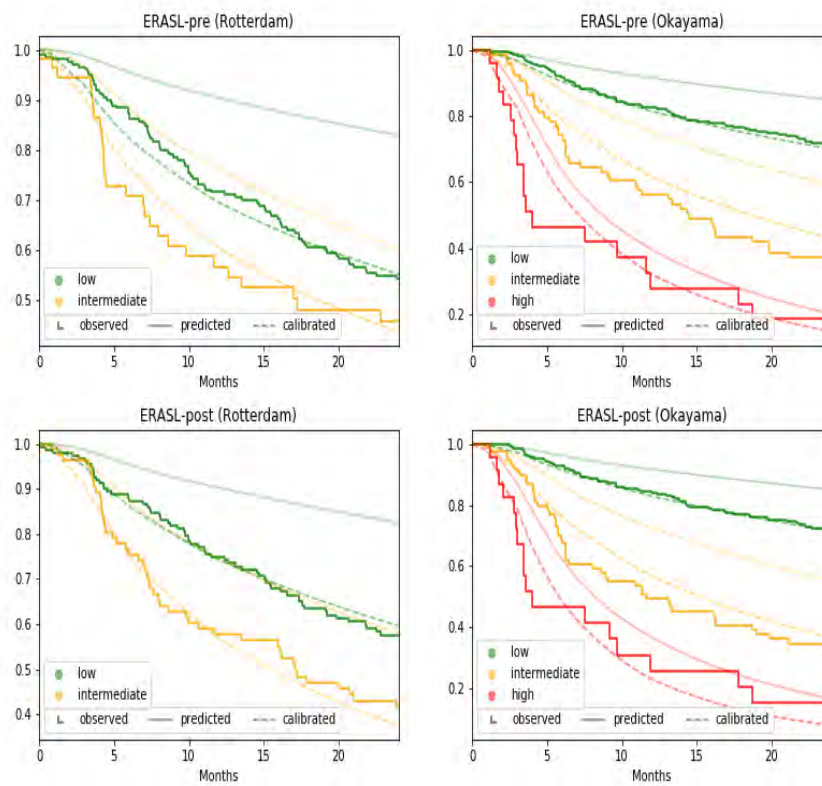 ERASL-pre (Rotterdam)
1.0
0.9
0.8
0.7
0.6
0.5
low
intermediate
observed predicted calibrated
0 5 10 15 20
Months
ERASL-pre (Okayama)
1.0
0.8
0.6
0.4
0.2
low
intermediate
high
observed predicted calibrated
0 5 10 15 20
Months
ERASL-post (Rotterdam)
1.0
0.9
0.8
0.7
0.6
0.5
0.4
low
intermediate
observed predicted calibrated
0 5 10 15 20
Months
ERASL-post (Okayama)
1.0
0.8
0.6
0.4
0.2
low
intermediate
high
observed predicted calibrated
0 5 10 15 20
Months